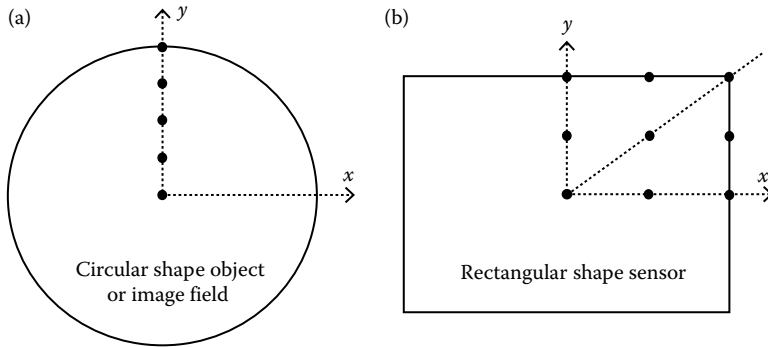 (a)
y
x
Circular shape object
or image field
(b)
y
x
Rectangular shape sensor